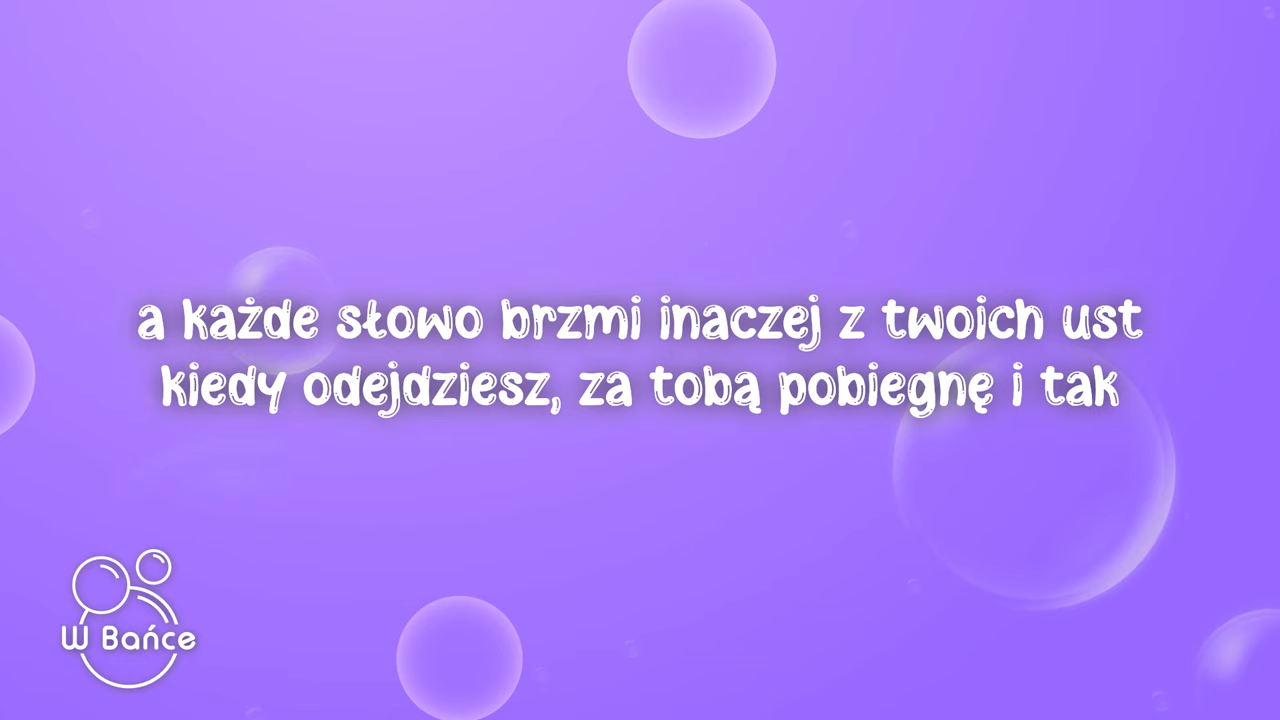 a każde słowo brzmi inaczej z twoich ust
kiedy odejdziesz, za tobą pobiegnę i tak
W Bańce